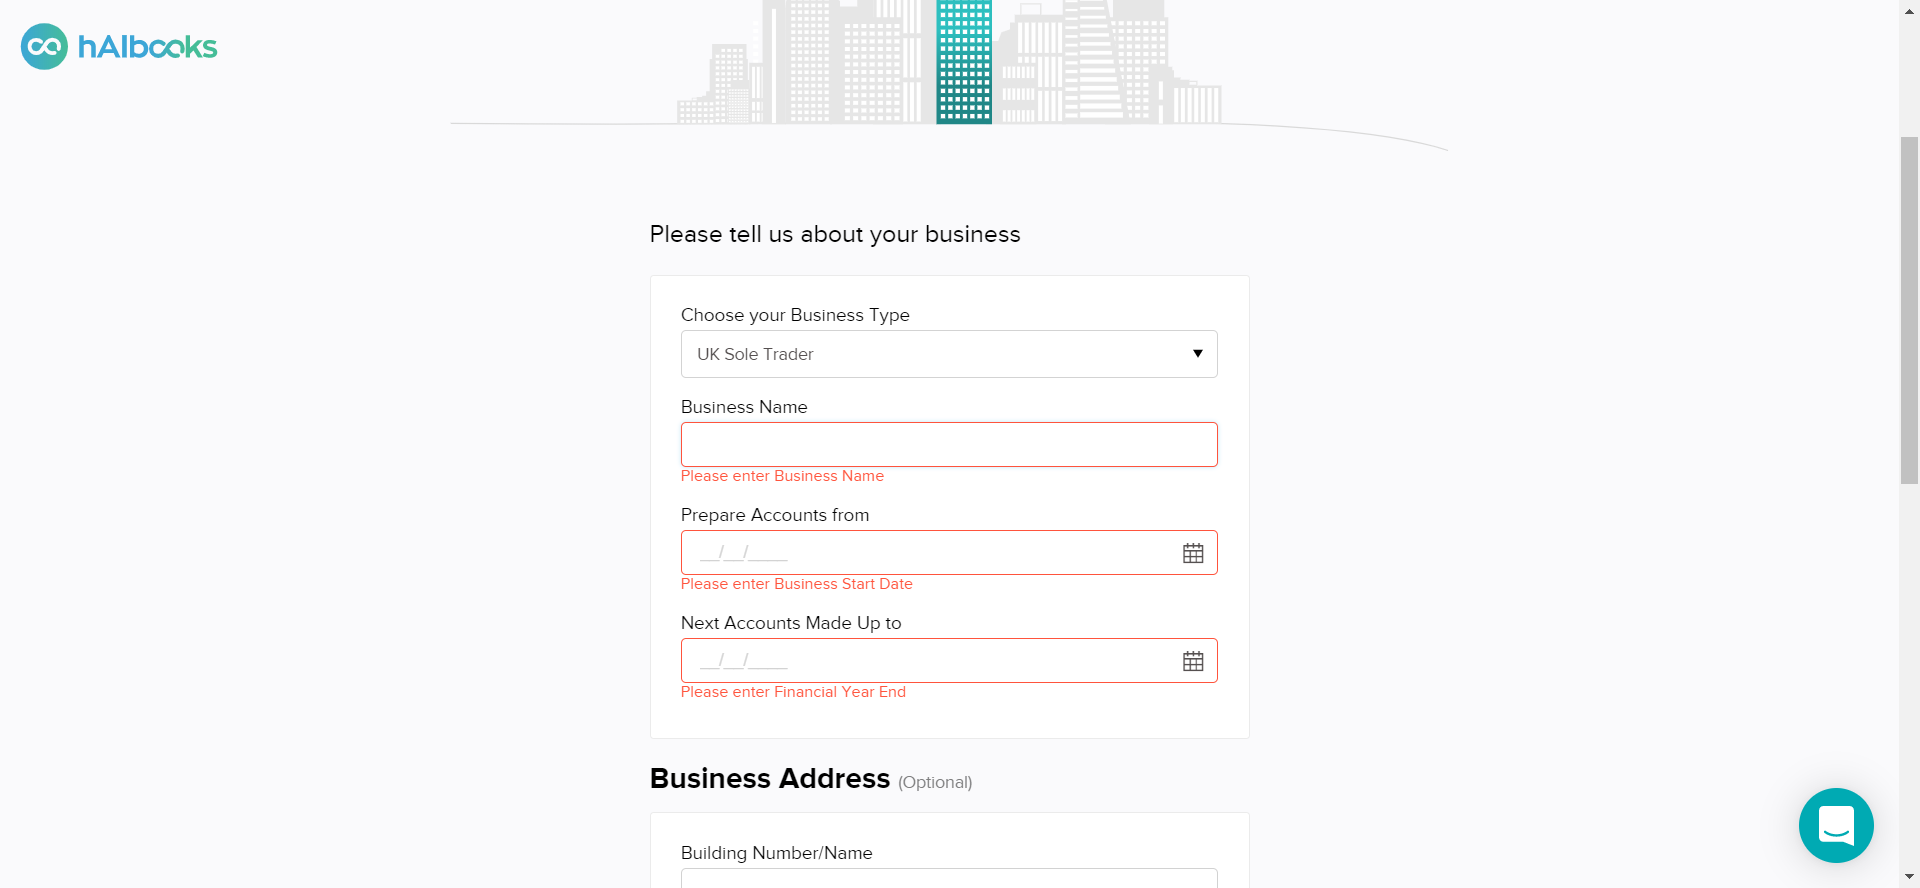 hAIbooks
Please tell us about your business
Choose your Business Type
UK Sole Trader
Business Name
Please enter Business Name
Prepare Accounts from
__/__/____
Please enter Business Start Date
Next Accounts Made Up to
__/__/____
Please enter Financial Year End
Business Address (Optional)
Building Number/Name